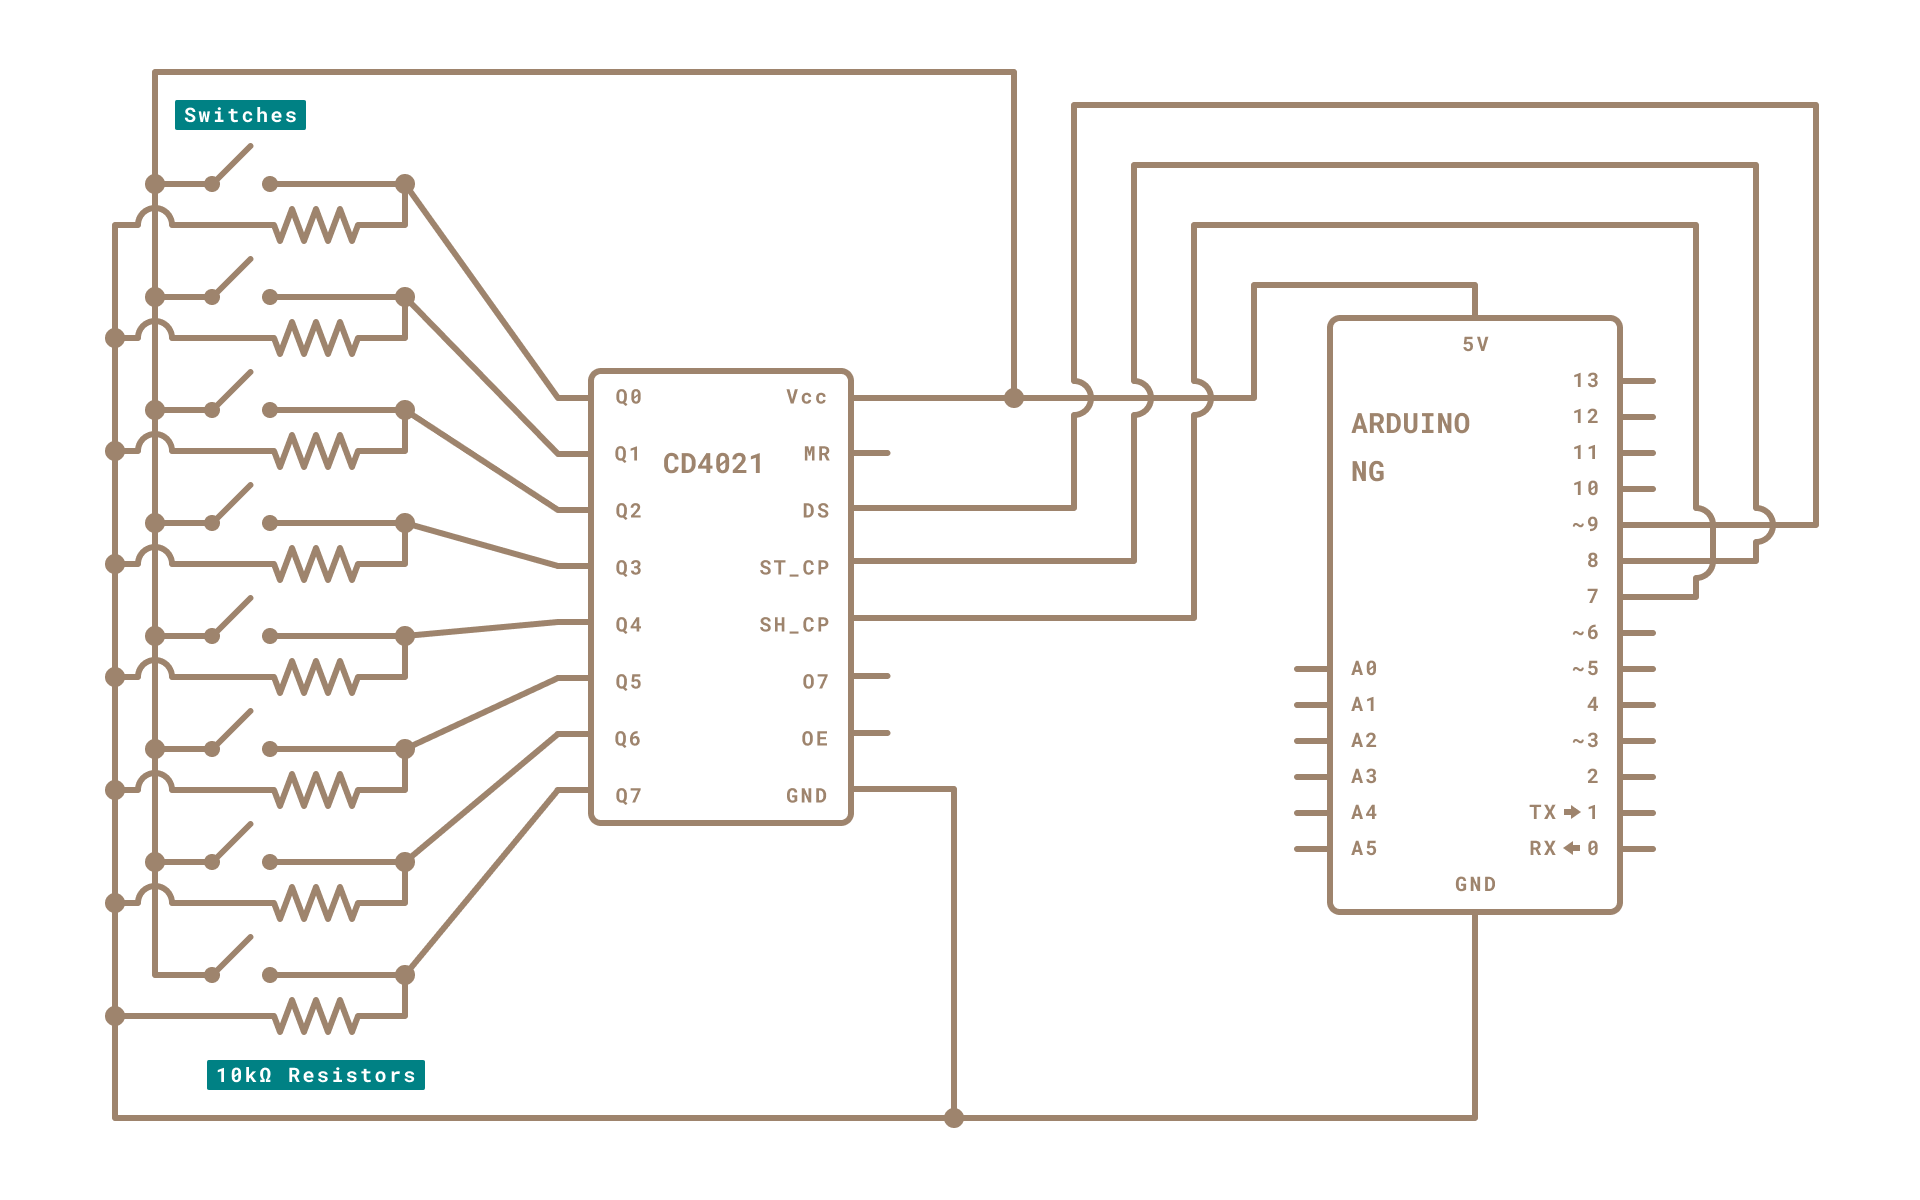 Switches
Q0
Q1
Q2
Q3
Q4
Q5
Q6
Q7
CD4021
Vcc
MR
DS
ST_CP
SH_CP
O7
OE
GND
10kΩ Resistors
5V
ARDUINO
NG
13
12
11
10
~9
8
7
~6
~5
4
~3
2
TX → 1
RX ← 0
A0
A1
A2
A3
A4
A5
GND